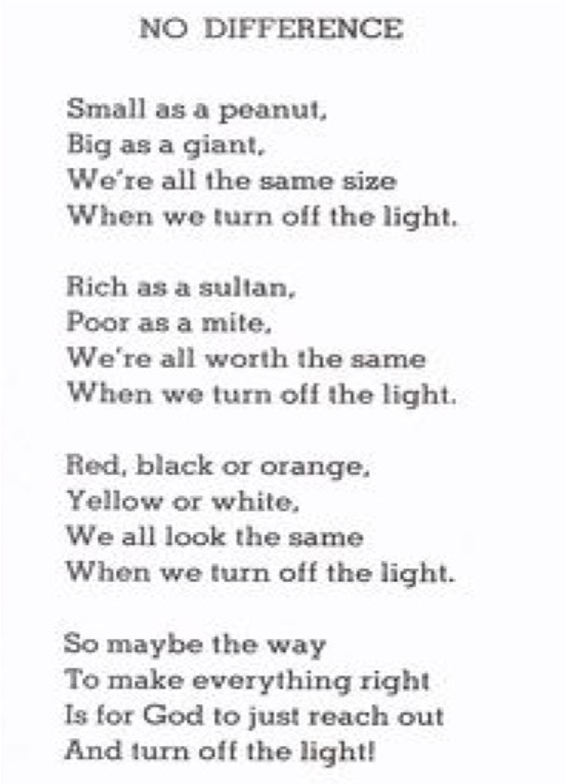 NO DIFFERENCE
Small as a peanut,
Big as a giant,
We're all the same size
When we turn off the light.
Rich as a sultan,
Poor as a mite,
We're all worth the same
When we turn off the light.
Red, black or orange,
Yellow or white,
We all look the same
When we turn off the light.
So maybe the way
To make everything right
Is for God to just reach out
And turn off the light!